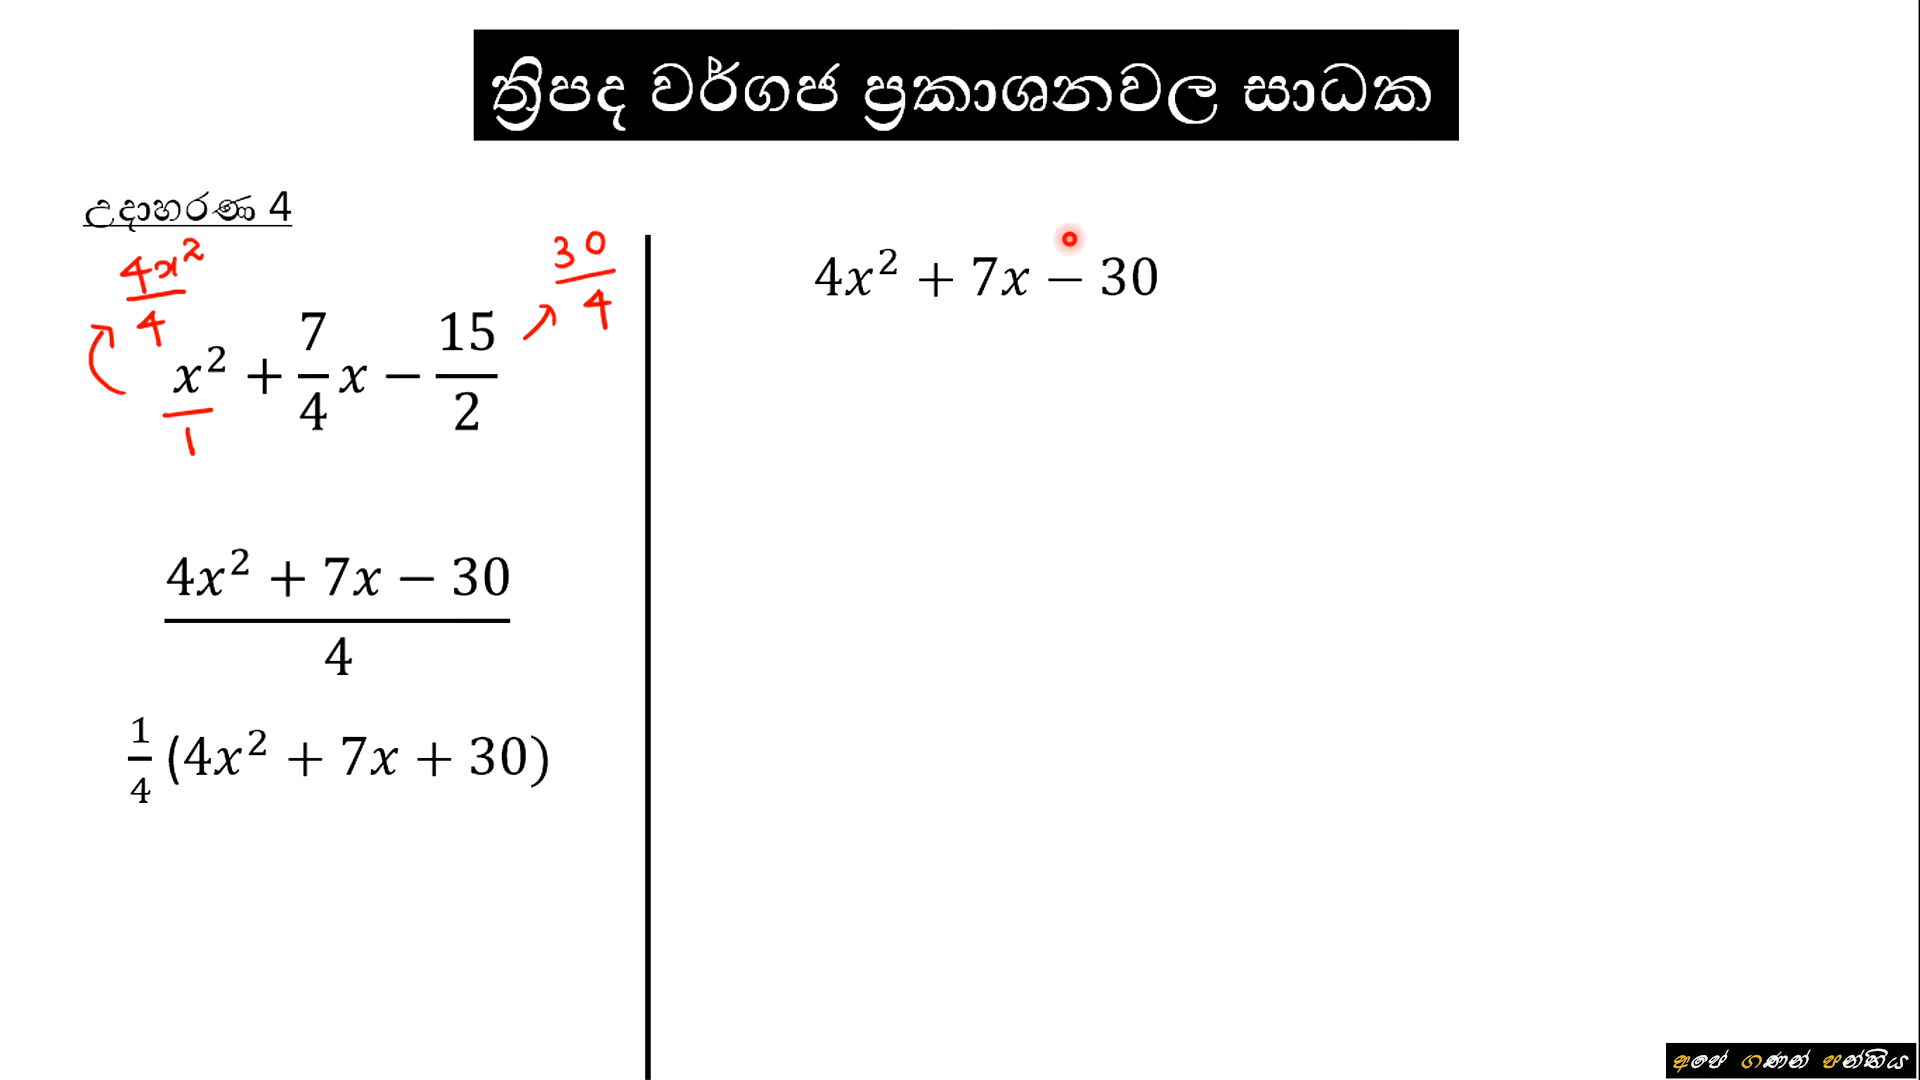 ත්‍රිපද වර්ගජ ප්‍රකාශනවල සාධක
උදාහරණ 4
4x²/4
30/4
x² + 7/4 x − 15/2
1
(4x² + 7x − 30)/4
1/4 (4x² + 7x + 30)
4x² + 7x − 30
අපේ ගණන් පන්තිය